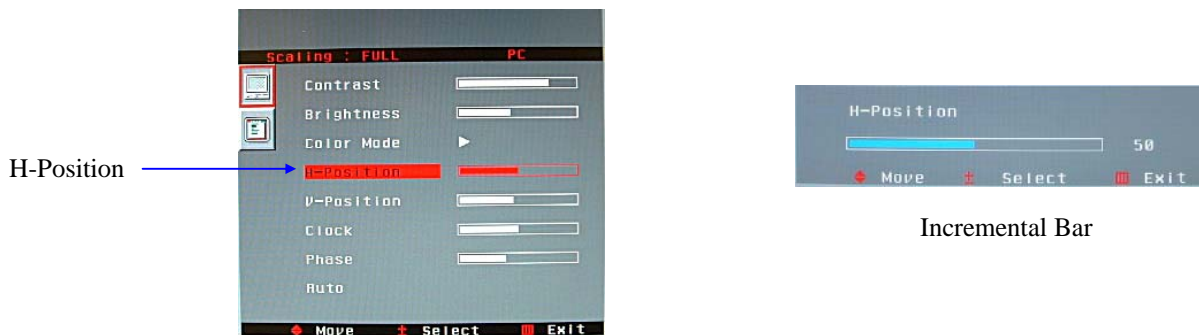 Scaling : FULL PC
Contrast
Brightness
Color Mode
H-Position
H-Position
V-Position
Clock
Phase
Auto
Move ± Select Exit
H-Position
50
Move ± Select Exit
Incremental Bar